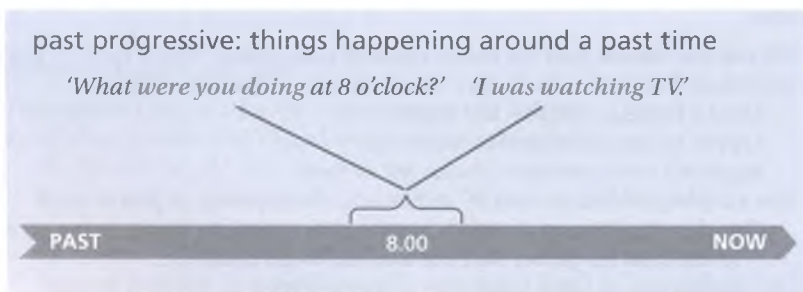 past progressive: things happening around a past time
'What were you doing at 8 o'clock?' 'I was watching TV.'
PAST 8.00 NOW